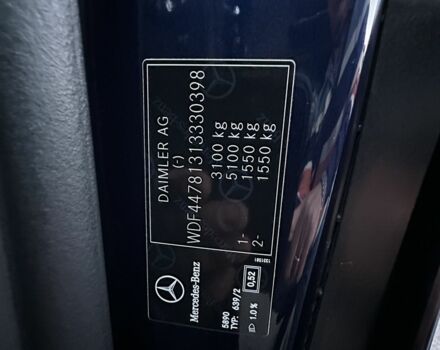 DAIMLER AG
(-)
WDF44781313330398
3100 kg
5100 kg
1- 1550 kg
2- 1550 kg
1331591
Mercedes-Benz
5890
TYP: 639/2
0,52
1.0 %